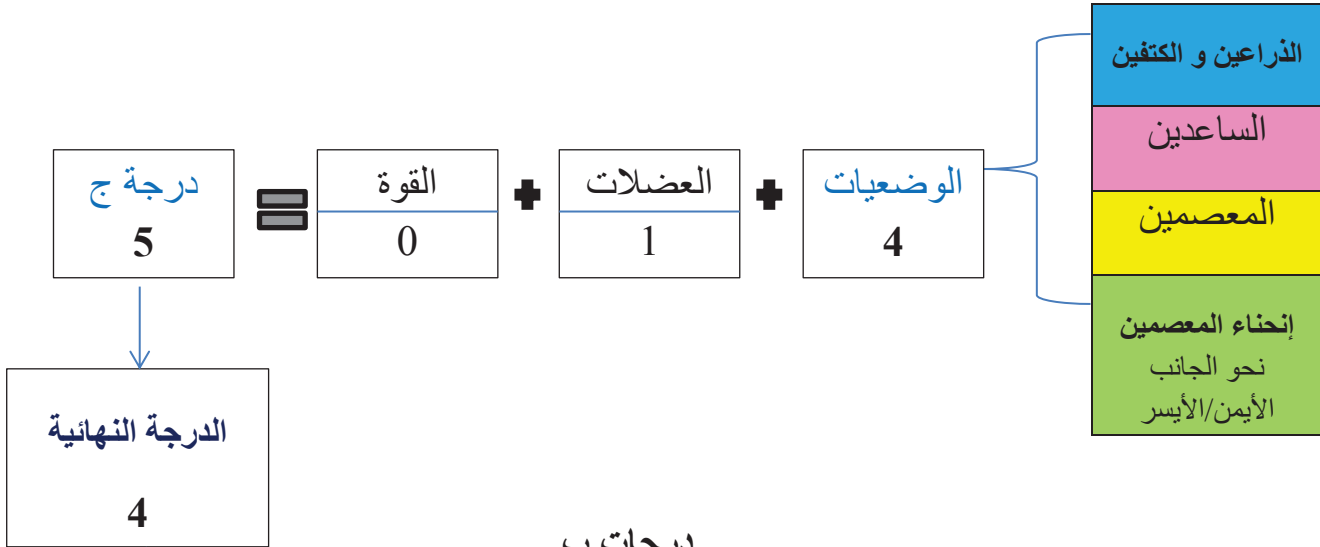 الذراعين و الكتفين
الساعدين
المعصمين
إنحناء المعصمين
نحو الجانب
الأيمن/الأيسر
الوضعيات
4
العضلات
1
القوة
0
درجة ج
5
الدرجة النهائية
4
درجات ب